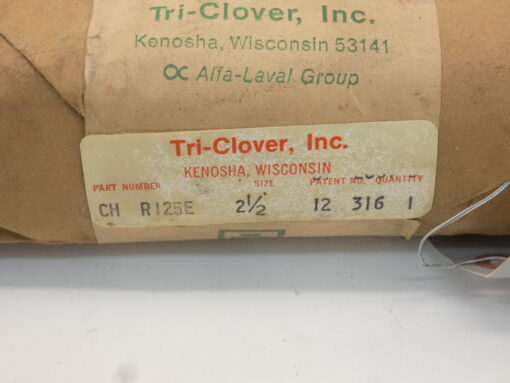 Tri-Clover, Inc.
Kenosha, Wisconsin 53141
Alfa-Laval Group
Tri-Clover, Inc.
KENOSHA, WISCONSIN
PART NUMBER SIZE PATENT NO. QUANTITY
CH R125E 2½ 12 316 1